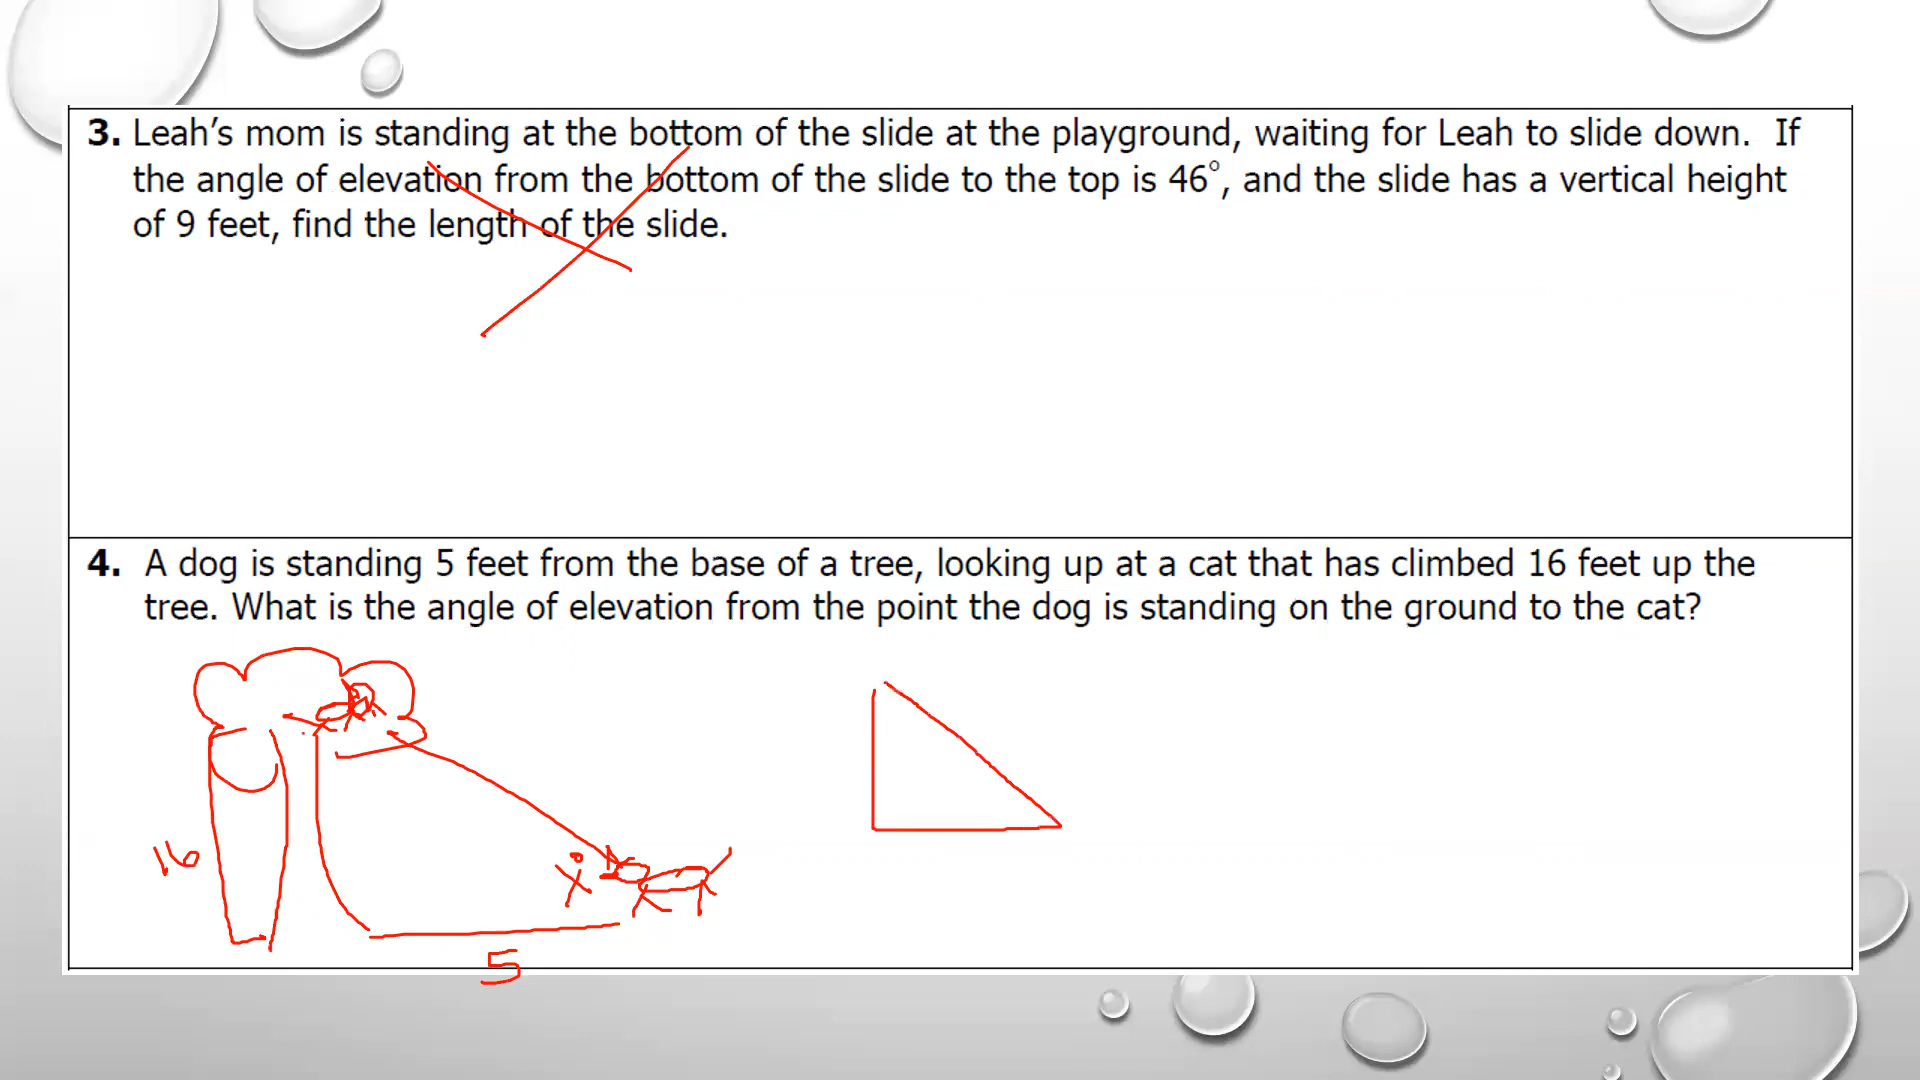 3. Leah's mom is standing at the bottom of the slide at the playground, waiting for Leah to slide down. If
the angle of elevation from the bottom of the slide to the top is 46°, and the slide has a vertical height
of 9 feet, find the length of the slide.
4. A dog is standing 5 feet from the base of a tree, looking up at a cat that has climbed 16 feet up the
tree. What is the angle of elevation from the point the dog is standing on the ground to the cat?
16
x°
5